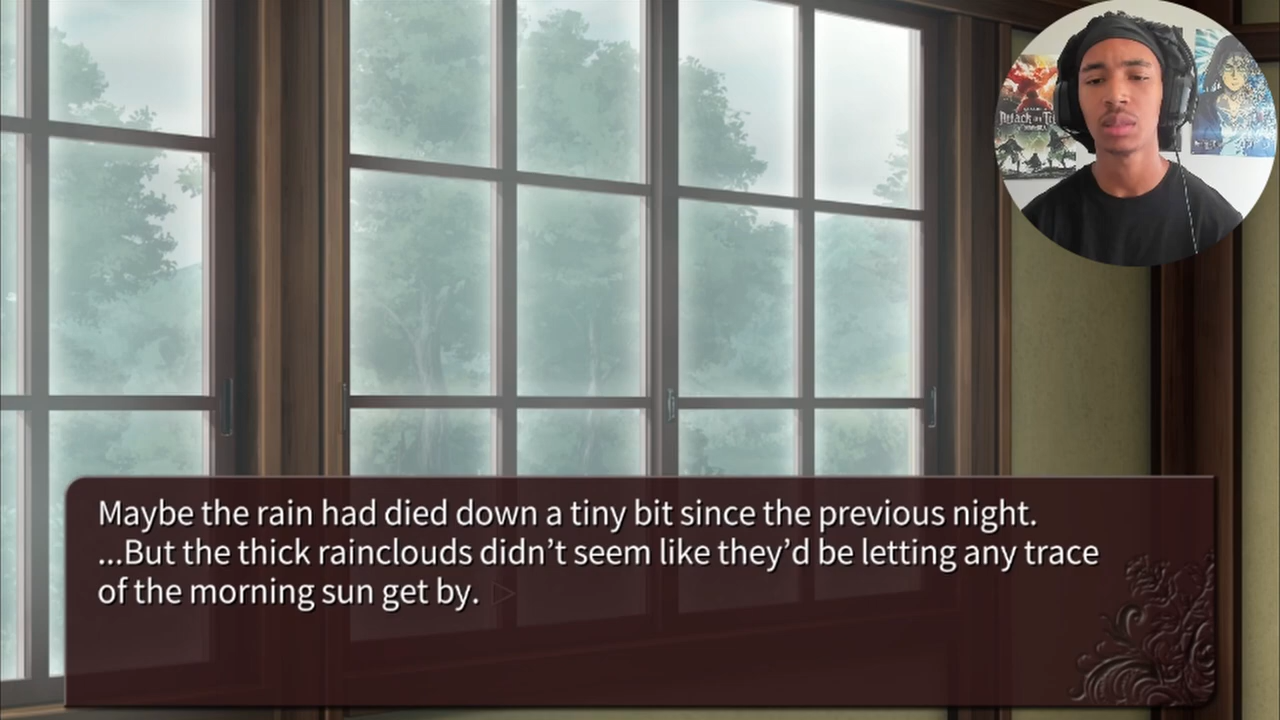 Maybe the rain had died down a tiny bit since the previous night.
...But the thick rainclouds didn't seem like they'd be letting any trace
of the morning sun get by.